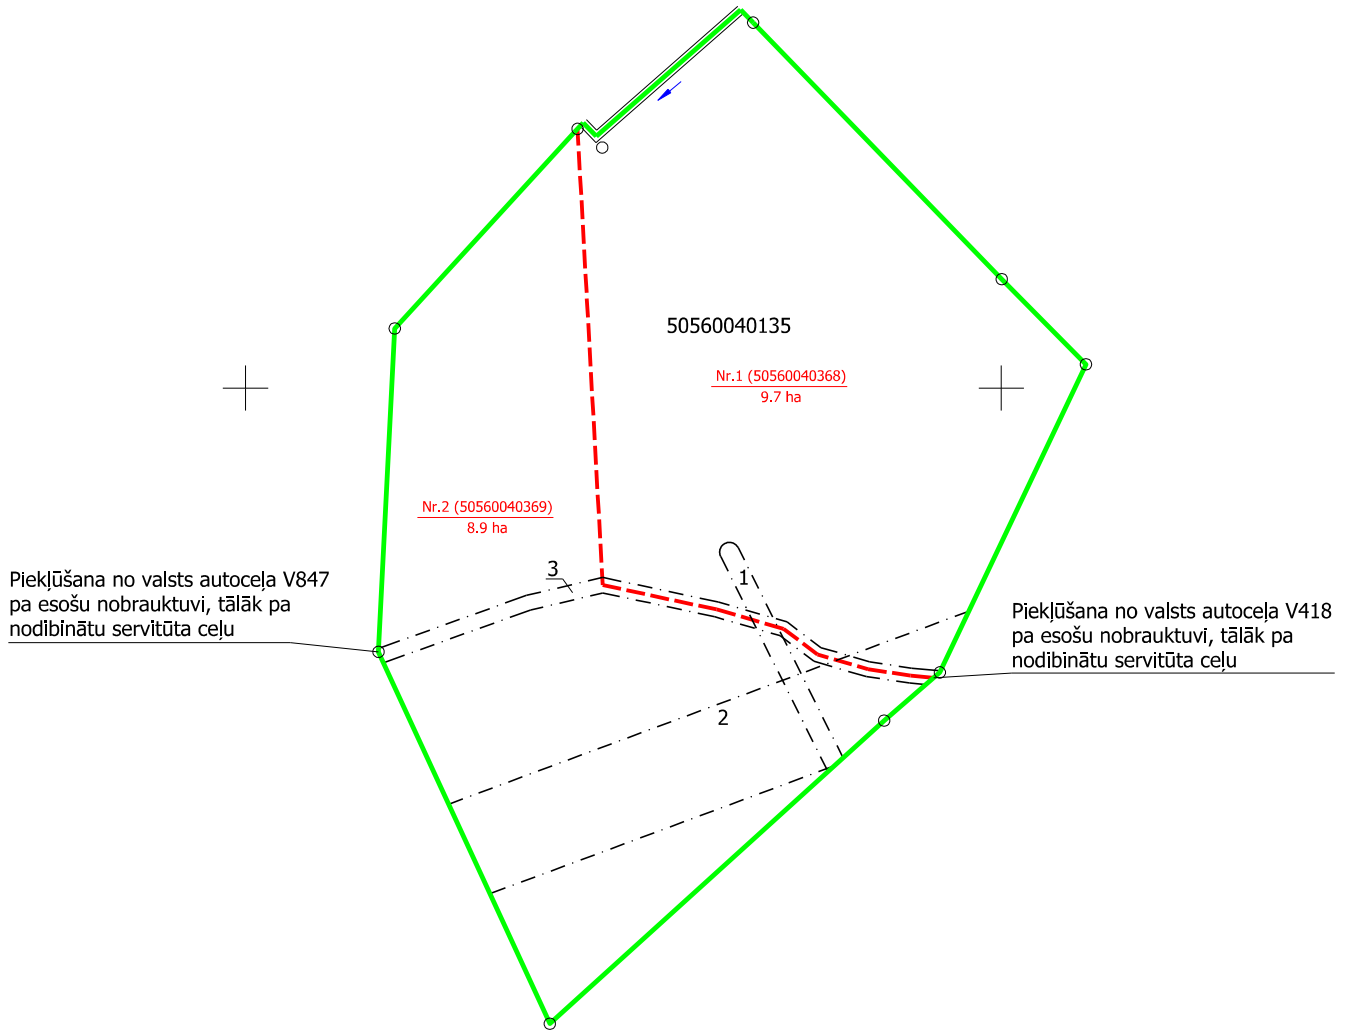 50560040135
Nr.1 (50560040368)
9.7 ha
Nr.2 (50560040369)
8.9 ha
3
1
2
Piekļūšana no valsts autoceļa V847
pa esošu nobrauktuvi, tālāk pa
nodibinātu servitūta ceļu
Piekļūšana no valsts autoceļa V418
pa esošu nobrauktuvi, tālāk pa
nodibinātu servitūta ceļu